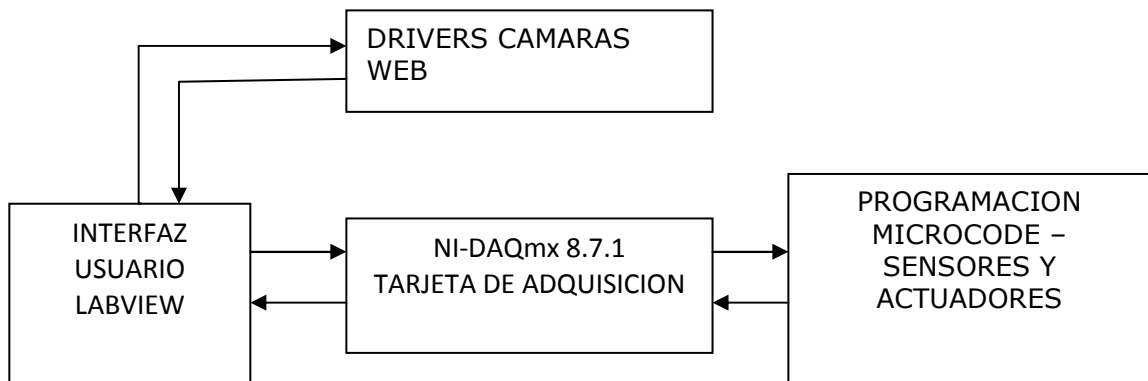 DRIVERS CAMARAS
WEB
INTERFAZ
USUARIO
LABVIEW
NI-DAQmx 8.7.1
TARJETA DE ADQUISICION
PROGRAMACION
MICROCODE –
SENSORES Y
ACTUADORES